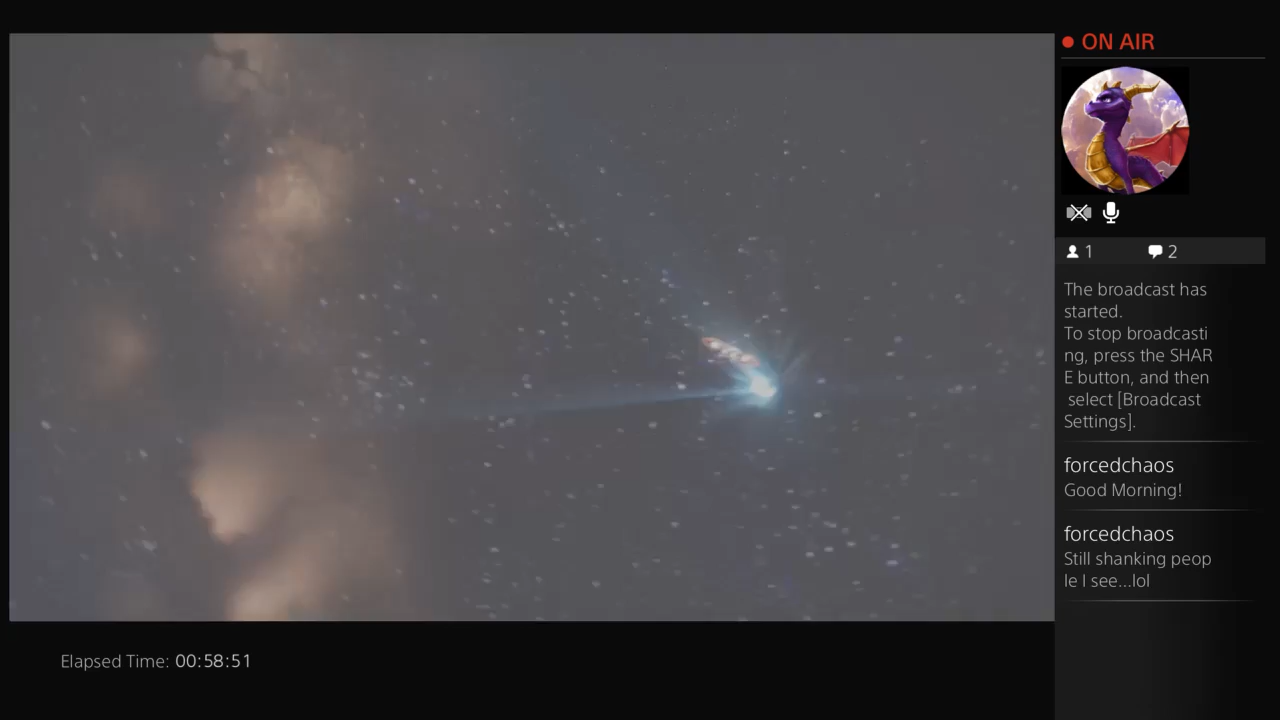 ON AIR
1 2
The broadcast has
started.
To stop broadcasti
ng, press the SHAR
E button, and then
select [Broadcast
Settings].
forcedchaos
Good Morning!
forcedchaos
Still shanking peop
le I see...lol
Elapsed Time: 00:58:51